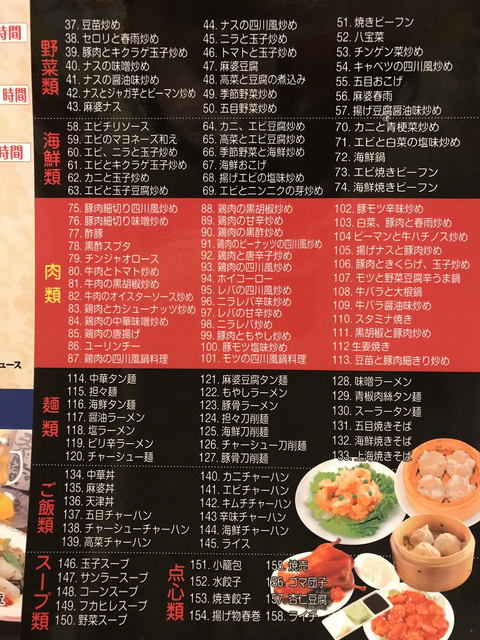 時間
時間
時間
ュース
野菜類
37. 豆苗炒め
38. セロリと春雨炒め
39. 豚肉とキクラゲ玉子炒め
40. ナスの味噌炒め
41. ナスの醤油味炒め
42. ナスとジャガ芋とピーマン炒め
43. 麻婆ナス
44. ナスの四川風炒め
45. ニラと玉子炒め
46. トマトと玉子炒め
47. 麻婆豆腐
48. 高菜と豆腐の煮込み
49. 季節野菜炒め
50. 五目野菜炒め
51. 焼きビーフン
52. 八宝菜
53. チンゲン菜炒め
54. キャベツの四川風炒め
55. 五目おこげ
56. 麻婆春雨
57. 揚げ豆腐醤油味炒め
海鮮類
58. エビチリソース
59. エビのマヨネーズ和え
60. エビ、ニラと玉子炒め
61. エビとキクラゲ玉子炒め
62. カニと玉子炒め
63. エビと玉子豆腐炒め
64. カニ、エビ豆腐炒め
65. 高菜とエビ豆腐炒め
66. 季節野菜と海鮮炒め
67. 海鮮おこげ
68. 揚げエビの塩味炒め
69. エビとニンニクの芽炒め
70. カニと青梗菜炒め
71. エビと白菜の塩味炒め
72. 海鮮鍋
73. エビ焼きビーフン
74. 海鮮焼きビーフン
肉類
75. 豚肉細切り四川風炒め
76. 豚肉細切り味噌炒め
77. 酢豚
78. 黒酢スブタ
79. チンジャオロース
80. 牛肉とトマト炒め
81. 牛肉の黒胡椒炒め
82. 牛肉のオイスターソース炒め
83. 鶏肉とカシューナッツ炒め
84. 鶏肉の中華味噌炒め
85. 鶏肉の唐揚げ
86. ユーリンチー
87. 鶏肉の四川風鍋料理
88. 鶏肉の黒胡椒炒め
89. 鶏肉の甘辛炒め
90. 鶏肉の黒酢炒め
91. 鶏肉のピーナッツの四川風炒め
92. 鶏肉と唐辛子炒め
93. 鶏肉の四川風炒め
94. ホイコーロー
95. レバの四川風炒め
96. ニラレバ辛味炒め
97. レバの甘辛炒め
98. ニラレバ炒め
99. 豚肉ともやし炒め
100. 豚モツ塩味炒め
101. モツの四川風鍋料理
102. 豚モツ辛味炒め
103. 白菜、豚肉と春雨炒め
104 ピーマンと牛ハチノス炒め
105. 揚げナスと豚肉炒め
106. 豚肉ときくらげ、玉子炒め
107. モツと野菜豆腐辛うま鍋
108. 牛バラと大根鍋
109. 牛バラ醤油味炒め
110. スタミナ焼き
111. 黒胡椒と豚肉炒め
112 生姜焼き
113. 豆苗と豚肉細きり炒め
麺類
114. 中華タン麺
115. 担々麺
116. 海鮮タン麺
117. 醤油ラーメン
118. 塩ラーメン
119. ピリ辛ラーメン
120. チャーシュー麺
121. 麻婆豆腐タン麺
122. もやしラーメン
123. 豚骨ラーメン
124. 担々刀削麺
125. 海鮮刀削麺
126. チャーシュー刀削麺
127. 豚骨刀削麺
128. 味噌ラーメン
129. 青椒肉絲タン麺
130. スーラータン麺
131. 五目焼きそば
132. 海鮮焼きそば
133. 上海焼きそば
ご飯類
134. 中華丼
135. 麻婆丼
136. 天津丼
137. 五目チャーハン
138. チャーシューチャーハン
139. 高菜チャーハン
140. カニチャーハン
141. エビチャーハン
142. キムチチャーハン
143. 辛味チャーハン
144. 海鮮チャーハン
145. ライス
スープ類
146. 玉子スープ
147. サンラースープ
148. コーンスープ
149. フカヒレスープ
150. 野菜スープ
点心類
151. 小籠包
152. 水餃子
153. 焼き餃子
154. 揚げ物春巻
155. 焼売
156. ゴマ団子
157. 杏仁豆腐
158. ライチ